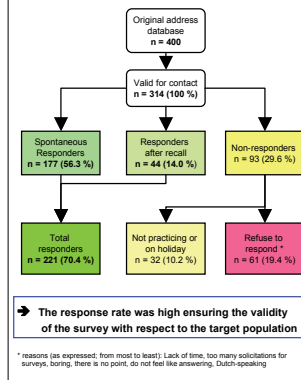 Original address
database
n = 400
Valid for contact
n = 314 (100 %)
Spontaneous
Responders
n = 177 (56.3 %)
Responders
after recall
n = 44 (14.0 %)
Non-responders
n = 93 (29.6 %)
Total
responders
n = 221 (70.4 %)
Not practicing or
on holiday
n = 32 (10.2 %)
Refuse to
respond *
n = 61 (19.4 %)
➔ The response rate was high ensuring the validity
of the survey with respect to the target population
* reasons (as expressed; from most to least): Lack of time, too many solicitations for
surveys, boring, there is no point, do not feel like answering, Dutch-speaking